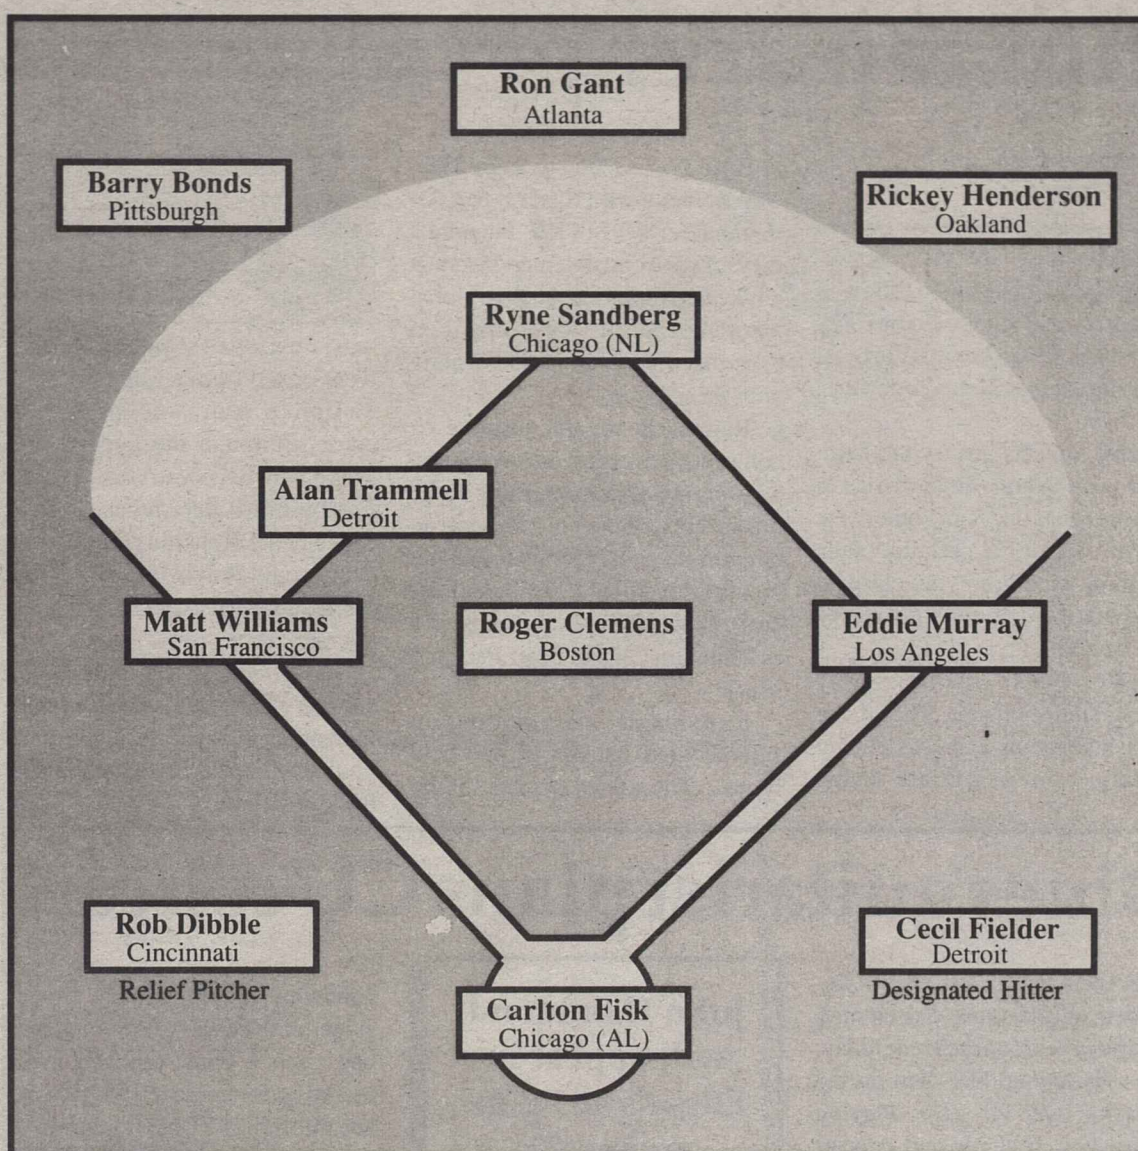 Ron Gant
Atlanta
Barry Bonds
Pittsburgh
Rickey Henderson
Oakland
Ryne Sandberg
Chicago (NL)
Alan Trammell
Detroit
Matt Williams
San Francisco
Roger Clemens
Boston
Eddie Murray
Los Angeles
Rob Dibble
Cincinnati
Relief Pitcher
Cecil Fielder
Detroit
Designated Hitter
Carlton Fisk
Chicago (AL)